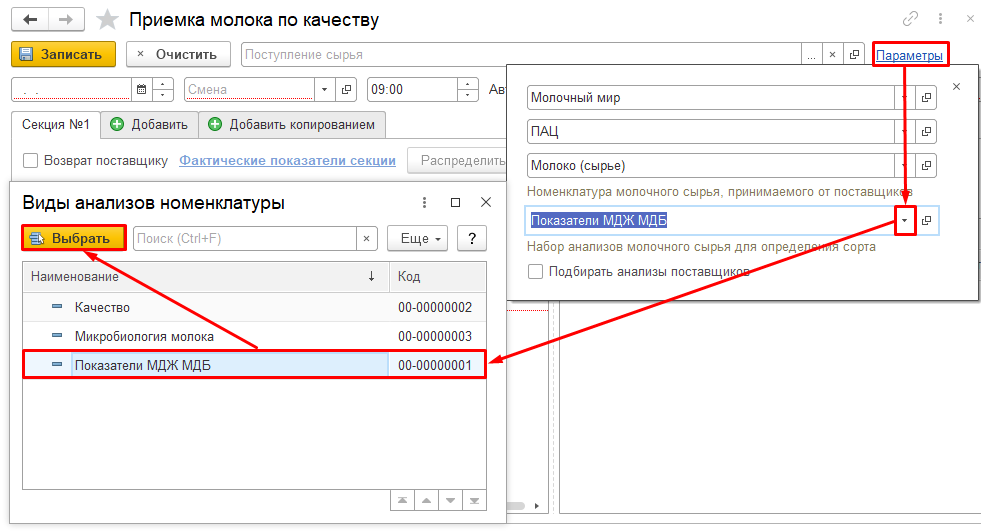 Приемка молока по качеству
Записать
× Очистить
Поступление сырья
...
Параметры
. .
Смена
09:00
Авт
Молочный мир
ПАЦ
Молоко (сырье)
Номенклатура молочного сырья, принимаемого от поставщиков
Показатели МДЖ МДБ
Набор анализов молочного сырья для определения сорта
Подбирать анализы поставщиков
Секция №1
Добавить
Добавить копированием
Возврат поставщику
Фактические показатели секции
Распределить
Виды анализов номенклатуры
Выбрать
Поиск (Ctrl+F)
×
Еще
?
Наименование ↓ Код
Качество 00-00000002
Микробиология молока 00-00000003
Показатели МДЖ МДБ 00-00000001